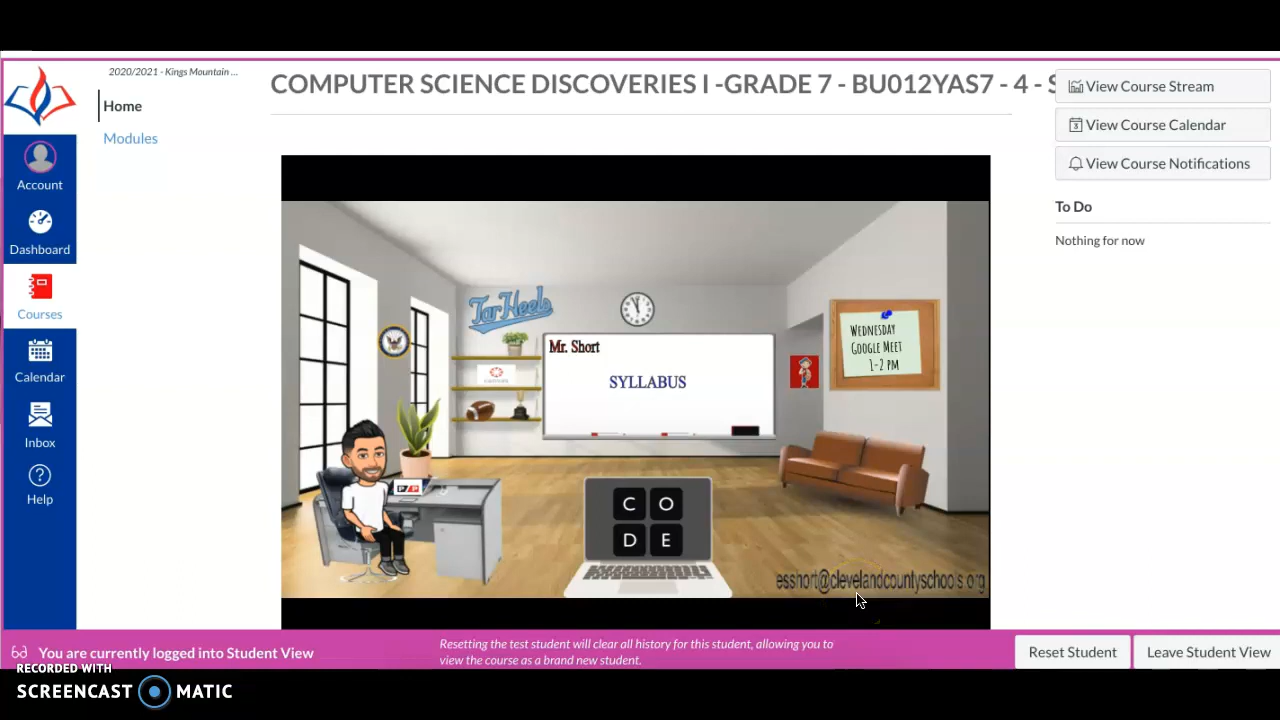 2020/2021 - Kings Mountain ...
Home
Modules
COMPUTER SCIENCE DISCOVERIES I -GRADE 7 - BU012YAS7 - 4 - S
View Course Stream
View Course Calendar
View Course Notifications
To Do
Nothing for now
Account
Dashboard
Courses
Calendar
Inbox
Help
Tar Heels
Mr. Short
SYLLABUS
WEDNESDAY
GOOGLE MEET
1-2 PM
C O
D E
esshort@clevelandcountyschools.org
You are currently logged into Student View
Resetting the test student will clear all history for this student, allowing you to
view the course as a brand new student.
Reset Student
Leave Student View
RECORDED WITH
SCREENCAST MATIC